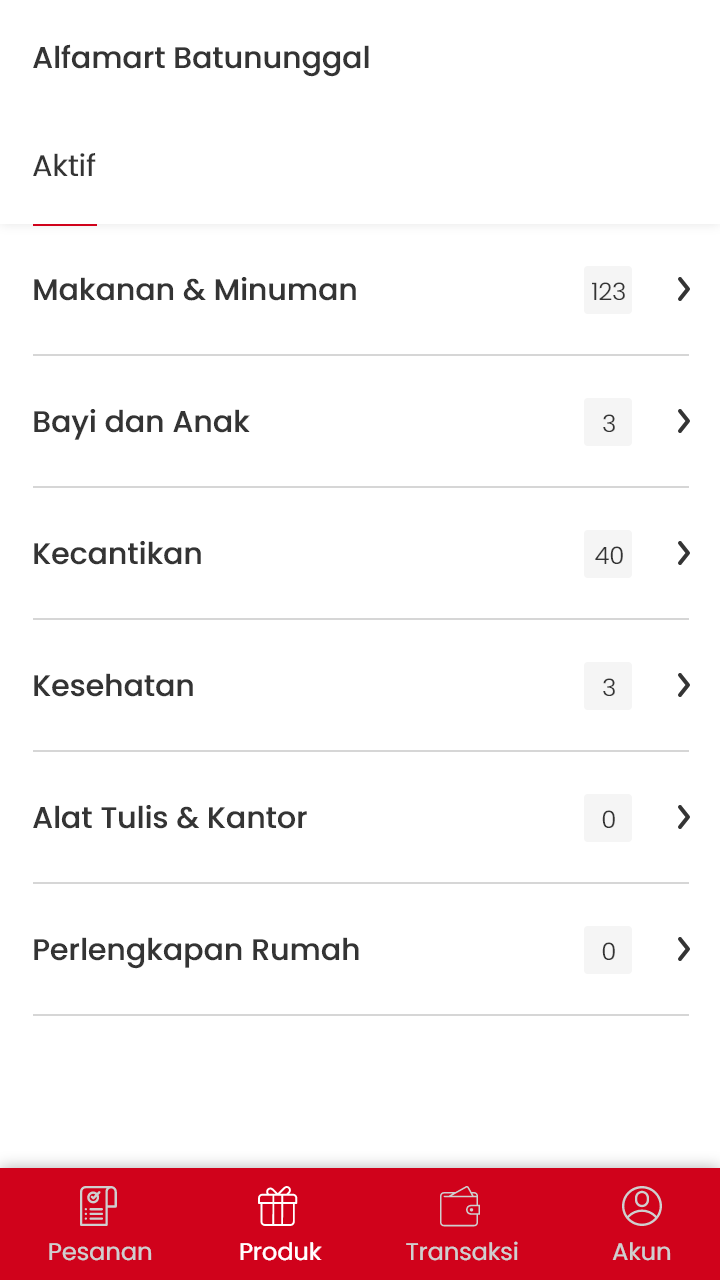 Alfamart Batununggal
Aktif
Makanan & Minuman 123
Bayi dan Anak 3
Kecantikan 40
Kesehatan 3
Alat Tulis & Kantor 0
Perlengkapan Rumah 0
Pesanan Produk Transaksi Akun